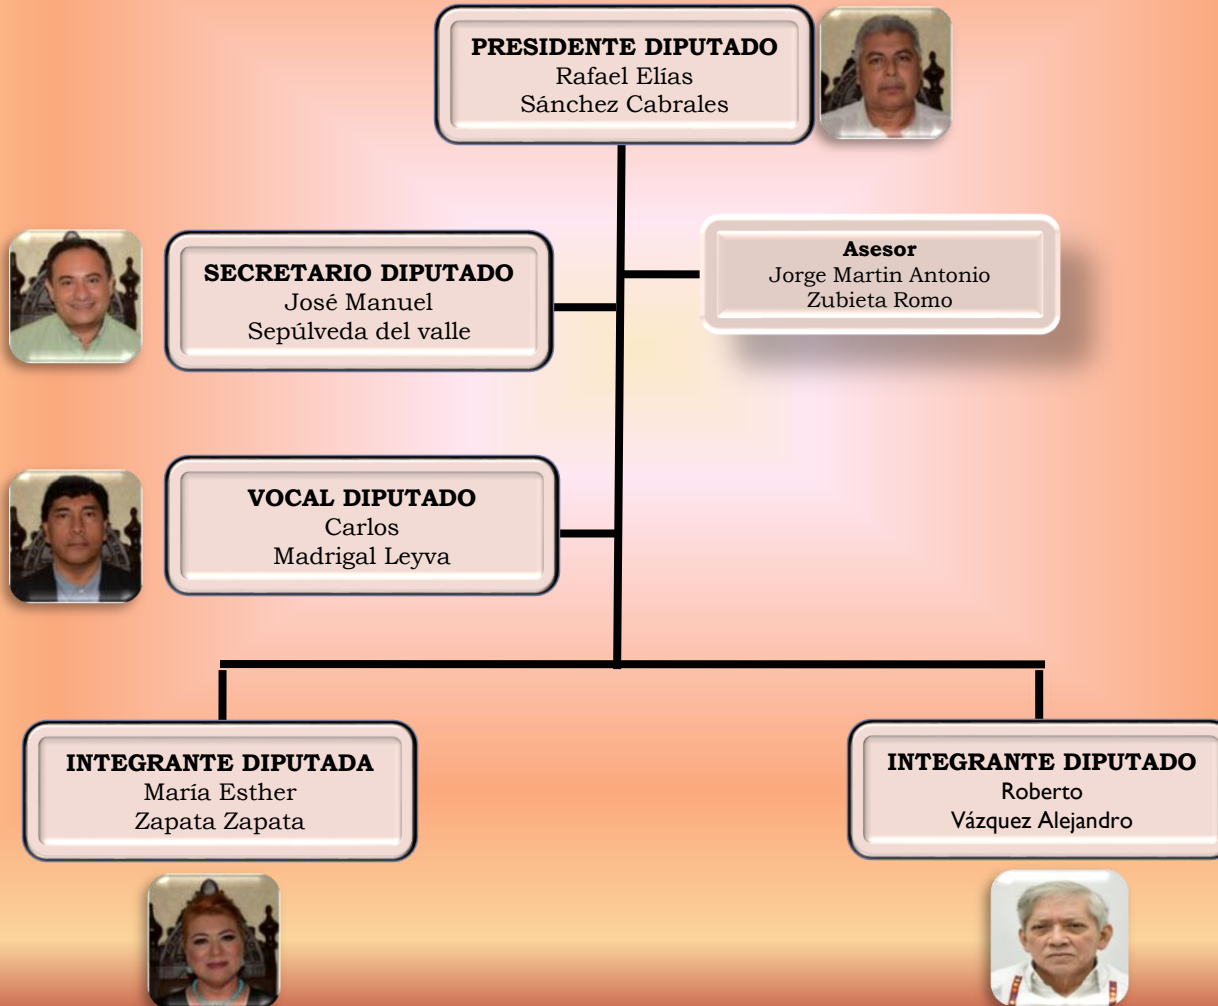 PRESIDENTE DIPUTADO
Rafael Elías
Sánchez Cabrales
Asesor
Jorge Martin Antonio
Zubieta Romo
SECRETARIO DIPUTADO
José Manuel
Sepúlveda del valle
VOCAL DIPUTADO
Carlos
Madrigal Leyva
INTEGRANTE DIPUTADA
María Esther
Zapata Zapata
INTEGRANTE DIPUTADO
Roberto
Vázquez Alejandro